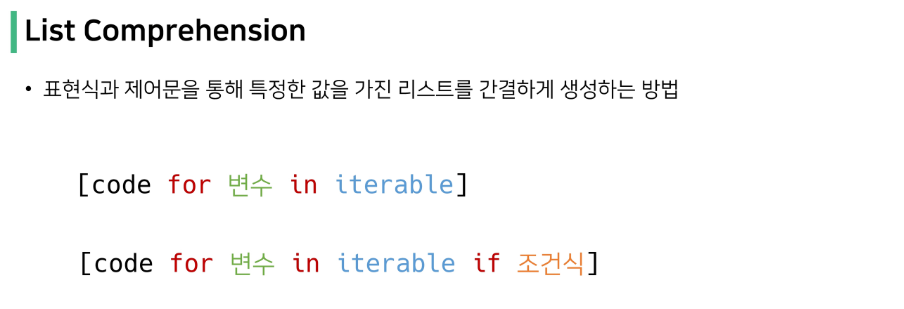 List Comprehension
• 표현식과 제어문을 통해 특정한 값을 가진 리스트를 간결하게 생성하는 방법
[code for 변수 in iterable]
[code for 변수 in iterable if 조건식]